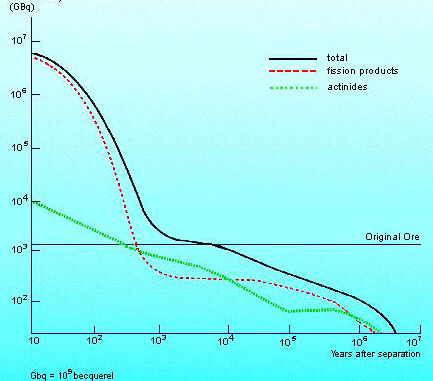 (GBq)
10⁷
10⁶
10⁵
10⁴
10³
10²
total
fission products
actinides
Original Ore
10 10² 10³ 10⁴ 10⁵ 10⁶ 10⁷
Years after separation
Gbq = 10⁹ becquerel